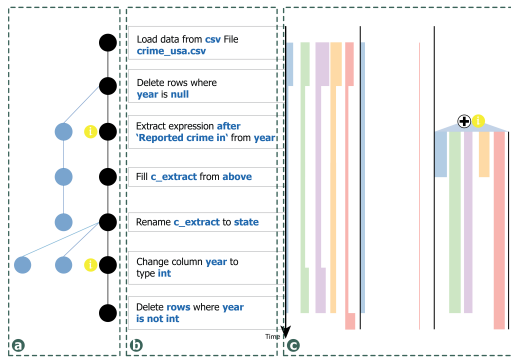 Load data from csv File
crime_usa.csv
Delete rows where
year is null
Extract expression after
'Reported crime in' from year
i
i
Fill c_extract from above
Rename c_extract to state
Change column year to
type int
i
Delete rows where year
is not int
Time
a
b
c